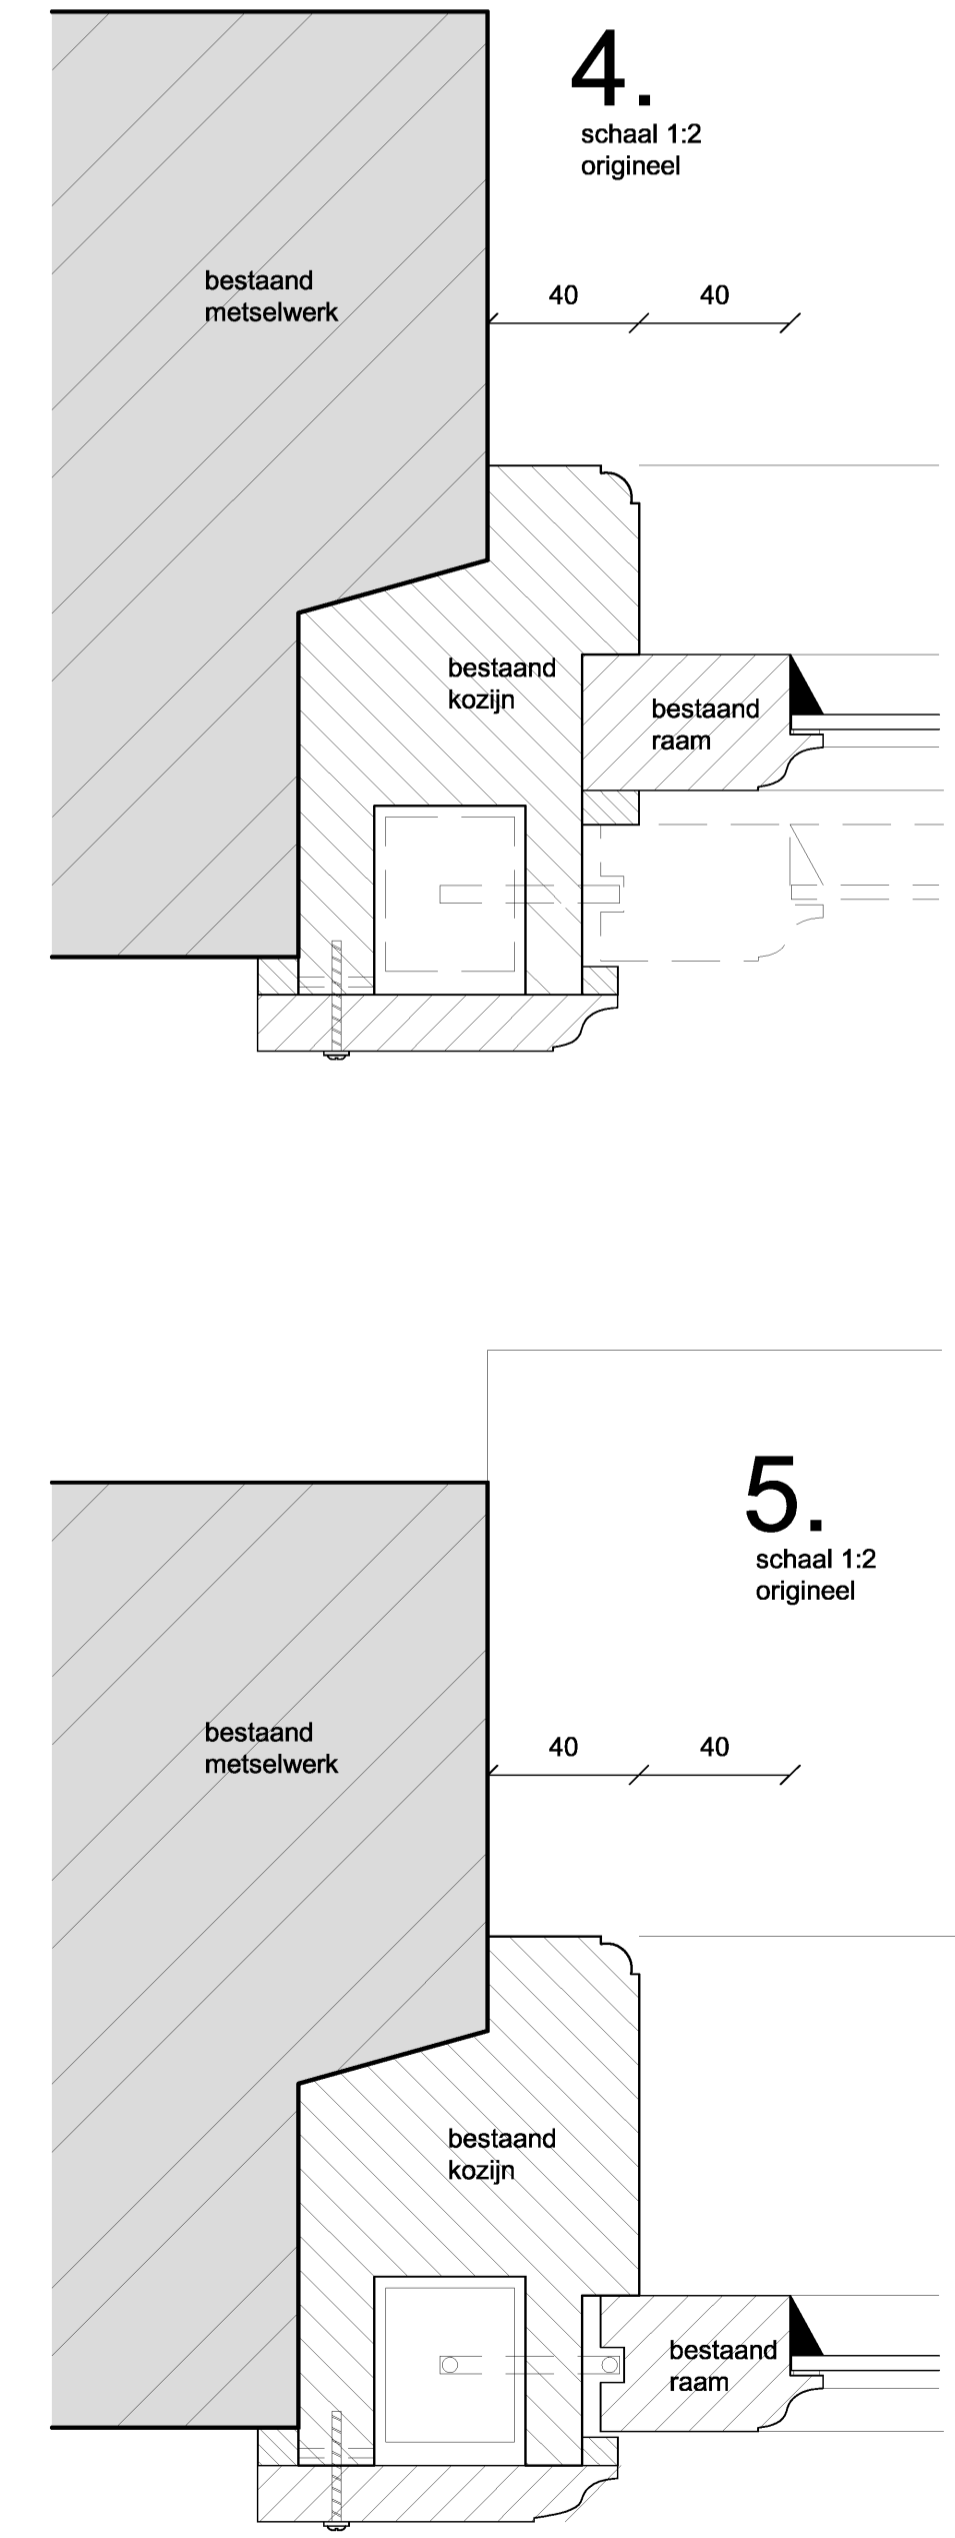 4.
schaal 1:2
origineel
bestaand
metselwerk
40 40
bestaand
kozijn
bestaand
raam
5.
schaal 1:2
origineel
bestaand
metselwerk
40 40
bestaand
kozijn
bestaand
raam